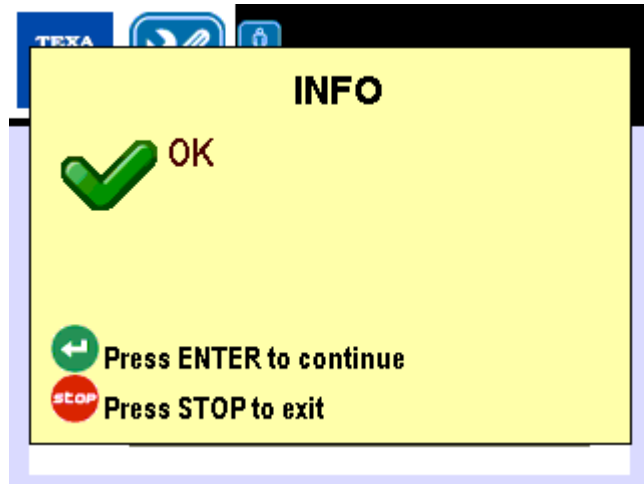 TEXA
INFO
OK
Press ENTER to continue
stop Press STOP to exit